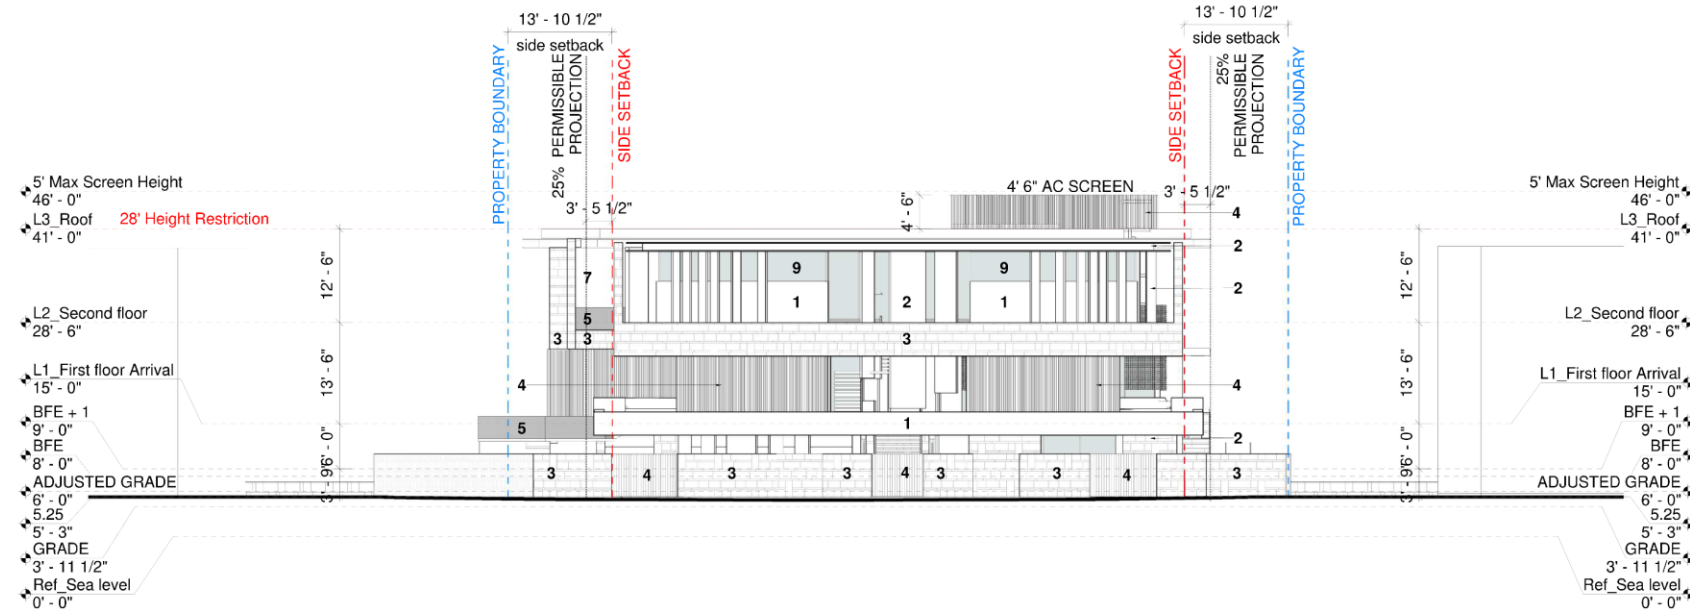 13' - 10 1/2"
side setback
PROPERTY BOUNDARY
25% PERMISSIBLE
PROJECTION
SIDE SETBACK
3' - 5 1/2"
13' - 10 1/2"
side setback
SIDE SETBACK
25%
PERMISSIBLE
PROJECTION
PROPERTY BOUNDARY
3' - 5 1/2"
4' 6" AC SCREEN
4' - 6"
5' Max Screen Height
46' - 0"
L3_Roof
41' - 0"
28' Height Restriction
L2_Second floor
28' - 6"
L1_First floor Arrival
15' - 0"
BFE + 1
9' - 0"
BFE
8' - 0"
ADJUSTED GRADE
6' - 0"
5.25
5' - 3"
GRADE
3' - 11 1/2"
Ref_Sea level
0' - 0"
12' - 6"
13' - 6"
4
2
7
9
9
2
1
2
1
5
3
3
3
4
4
5
1
2
3
4
3
3
4
3
3
4
3
12' - 6"
13' - 6"
5' Max Screen Height
46' - 0"
L3_Roof
41' - 0"
L2_Second floor
28' - 6"
L1_First floor Arrival
15' - 0"
BFE + 1
9' - 0"
BFE
8' - 0"
ADJUSTED GRADE
6' - 0"
5.25
5' - 3"
GRADE
3' - 11 1/2"
Ref_Sea level
0' - 0"